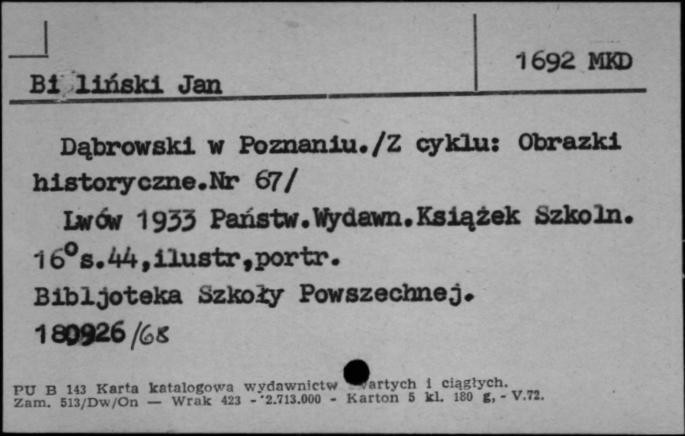 1692 MKD
Bi liński Jan
Dąbrowski w Poznaniu./Z cyklu: Obrazki
historyczne.Nr 67/
Lwów 1933 Państw.Wydawn.Książek Szkoln.
16° s.44,ilustr,portr.
Bibljoteka Szkoły Powszechnej.
180926/68
PU B 143 Karta katalogowa wydawnictw wartych i ciągłych.
Zam. 513/Dw/On — Wrak 423 - 2.713.000 - Karton 5 kl. 180 g, - V.72.